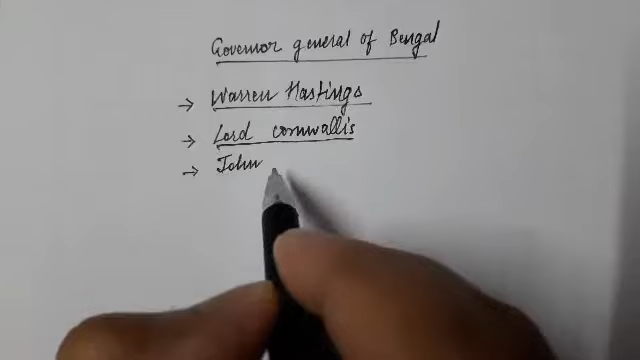 Governor general of Bengal
→ Warren Hastings
→ Lord cornwallis
→ John